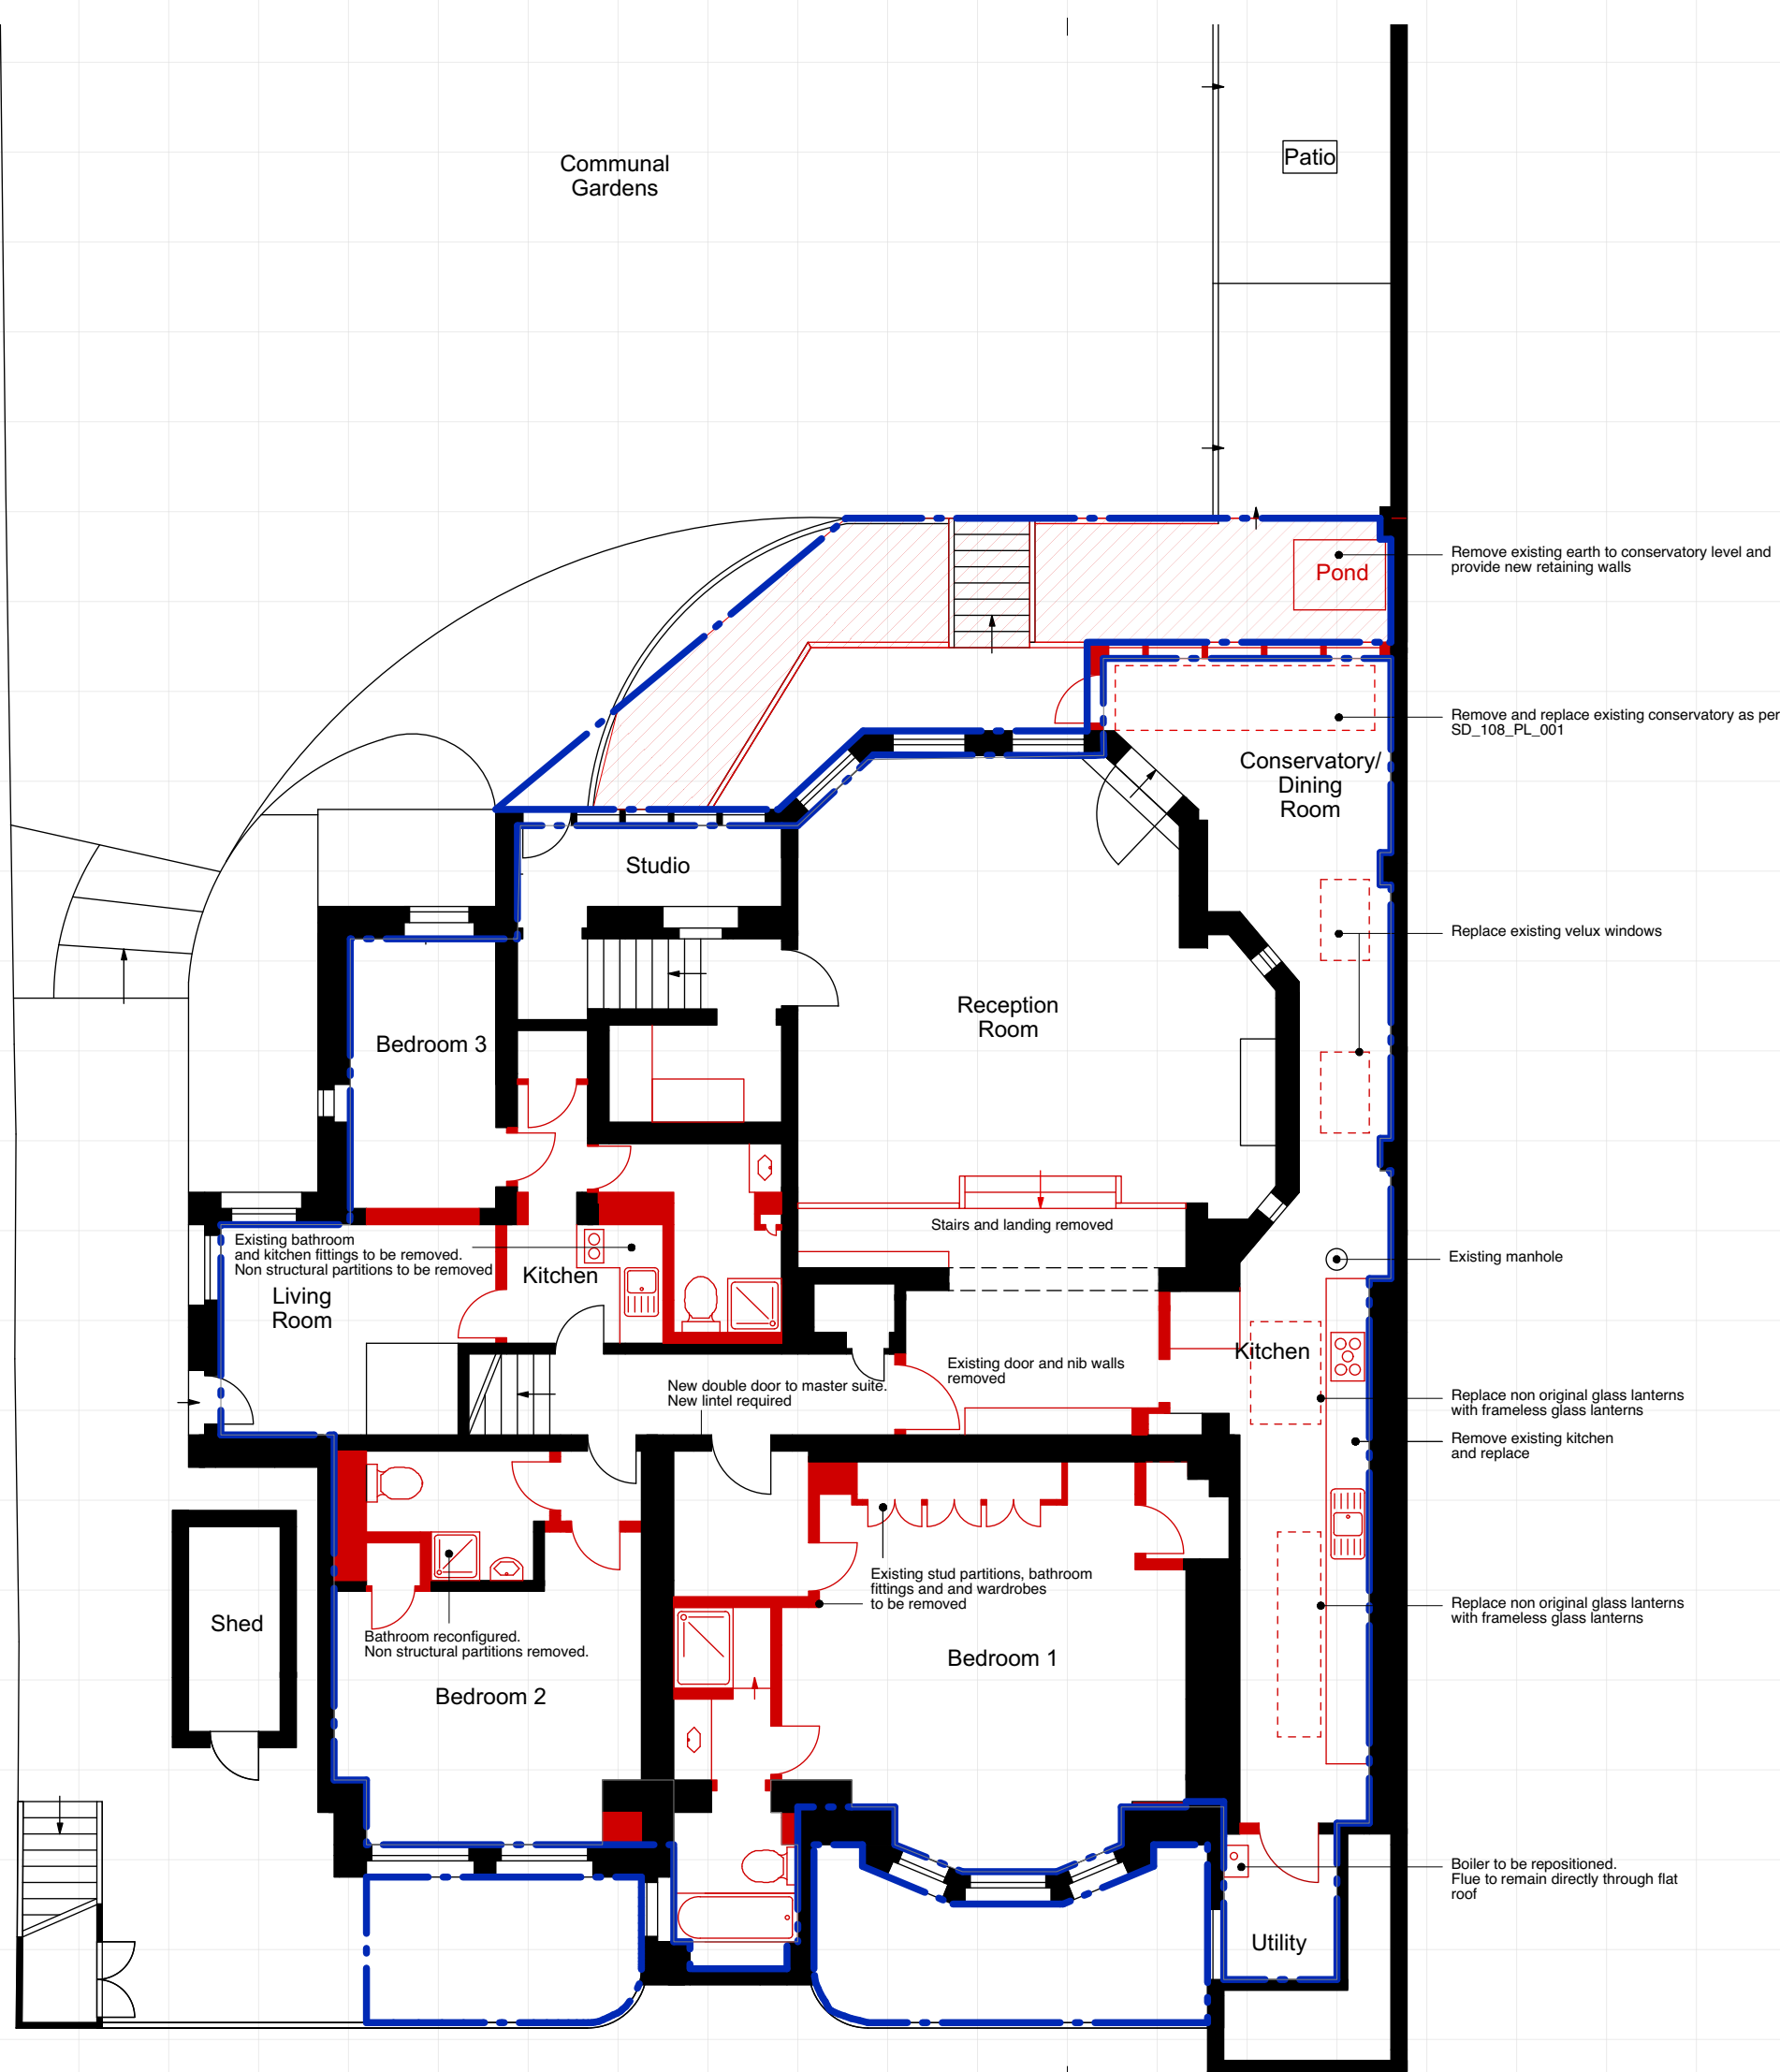 Communal
Gardens
Patio
Pond
Remove existing earth to conservatory level and
provide new retaining walls
Remove and replace existing conservatory as per
SD_108_PL_001
Conservatory/
Dining
Room
Studio
Replace existing velux windows
Reception
Room
Bedroom 3
Stairs and landing removed
Existing bathroom
and kitchen fittings to be removed.
Non structural partitions to be removed
Kitchen
Living
Room
Existing manhole
Kitchen
Existing door and nib walls
removed
New double door to master suite.
New lintel required
Replace non original glass lanterns
with frameless glass lanterns
Remove existing kitchen
and replace
Existing stud partitions, bathroom
fittings and and wardrobes
to be removed
Shed
Replace non original glass lanterns
with frameless glass lanterns
Bathroom reconfigured.
Non structural partitions removed.
Bedroom 1
Bedroom 2
Boiler to be repositioned.
Flue to remain directly through flat
roof
Utility